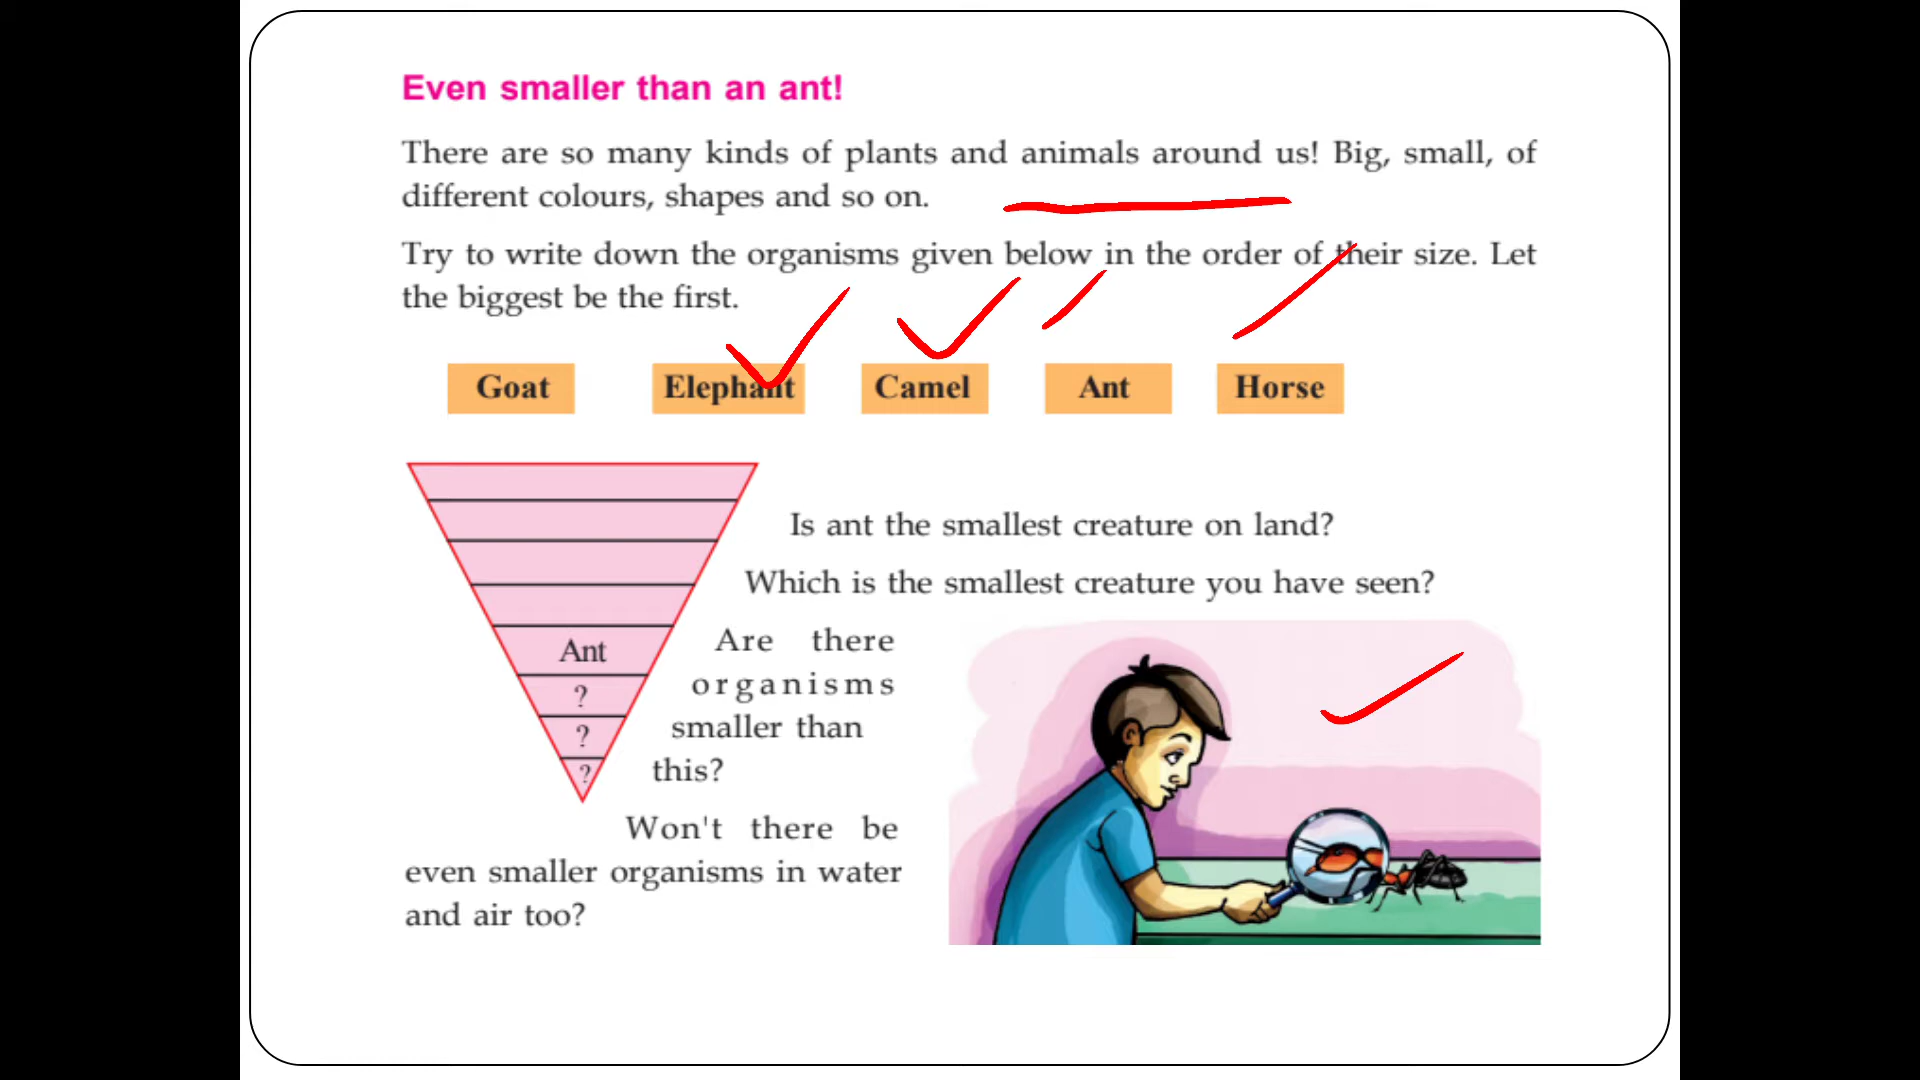 Even smaller than an ant!
There are so many kinds of plants and animals around us! Big, small, of
different colours, shapes and so on.
Try to write down the organisms given below in the order of their size. Let
the biggest be the first.
Goat Elephant Camel Ant Horse
Is ant the smallest creature on land?
Which is the smallest creature you have seen?
Ant
?
?
?
Are there
organisms
smaller than
this?
Won't there be
even smaller organisms in water
and air too?